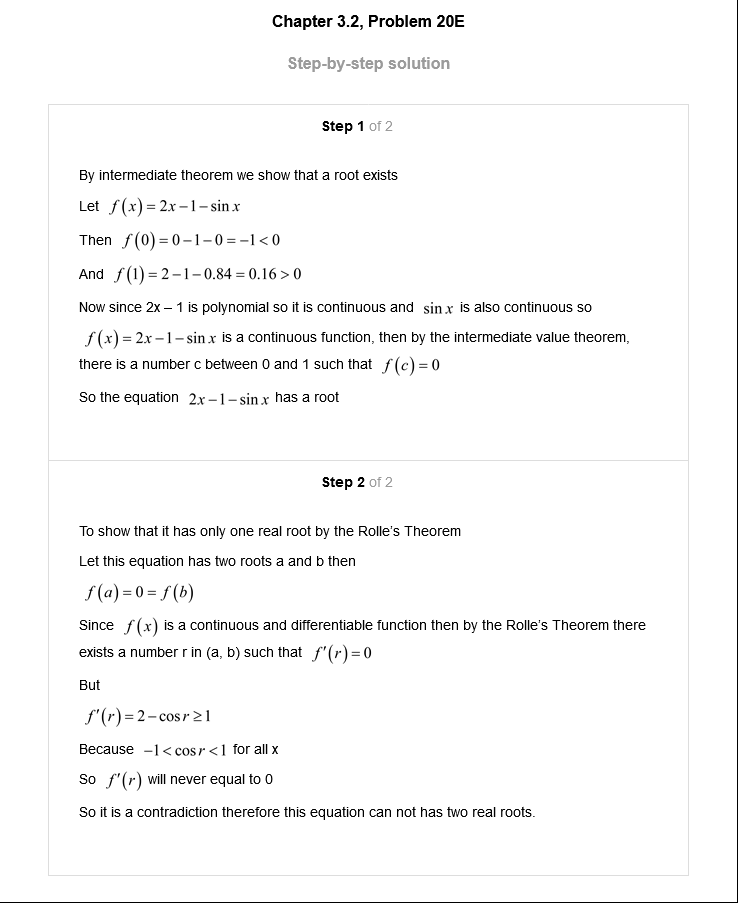 Chapter 3.2, Problem 20E
Step-by-step solution
Step 1 of 2
By intermediate theorem we show that a root exists
Let f(x)=2x−1−sin x
Then f(0)=0−1−0=−1<0
And f(1)=2−1−0.84=0.16>0
Now since 2x – 1 is polynomial so it is continuous and sin x is also continuous so
f(x)=2x−1−sin x is a continuous function, then by the intermediate value theorem,
there is a number c between 0 and 1 such that f(c)=0
So the equation 2x−1−sin x has a root
Step 2 of 2
To show that it has only one real root by the Rolle's Theorem
Let this equation has two roots a and b then
f(a)=0=f(b)
Since f(x) is a continuous and differentiable function then by the Rolle's Theorem there
exists a number r in (a, b) such that f′(r)=0
But
f′(r)=2−cos r≥1
Because −1<cos r<1 for all x
So f′(r) will never equal to 0
So it is a contradiction therefore this equation can not has two real roots.